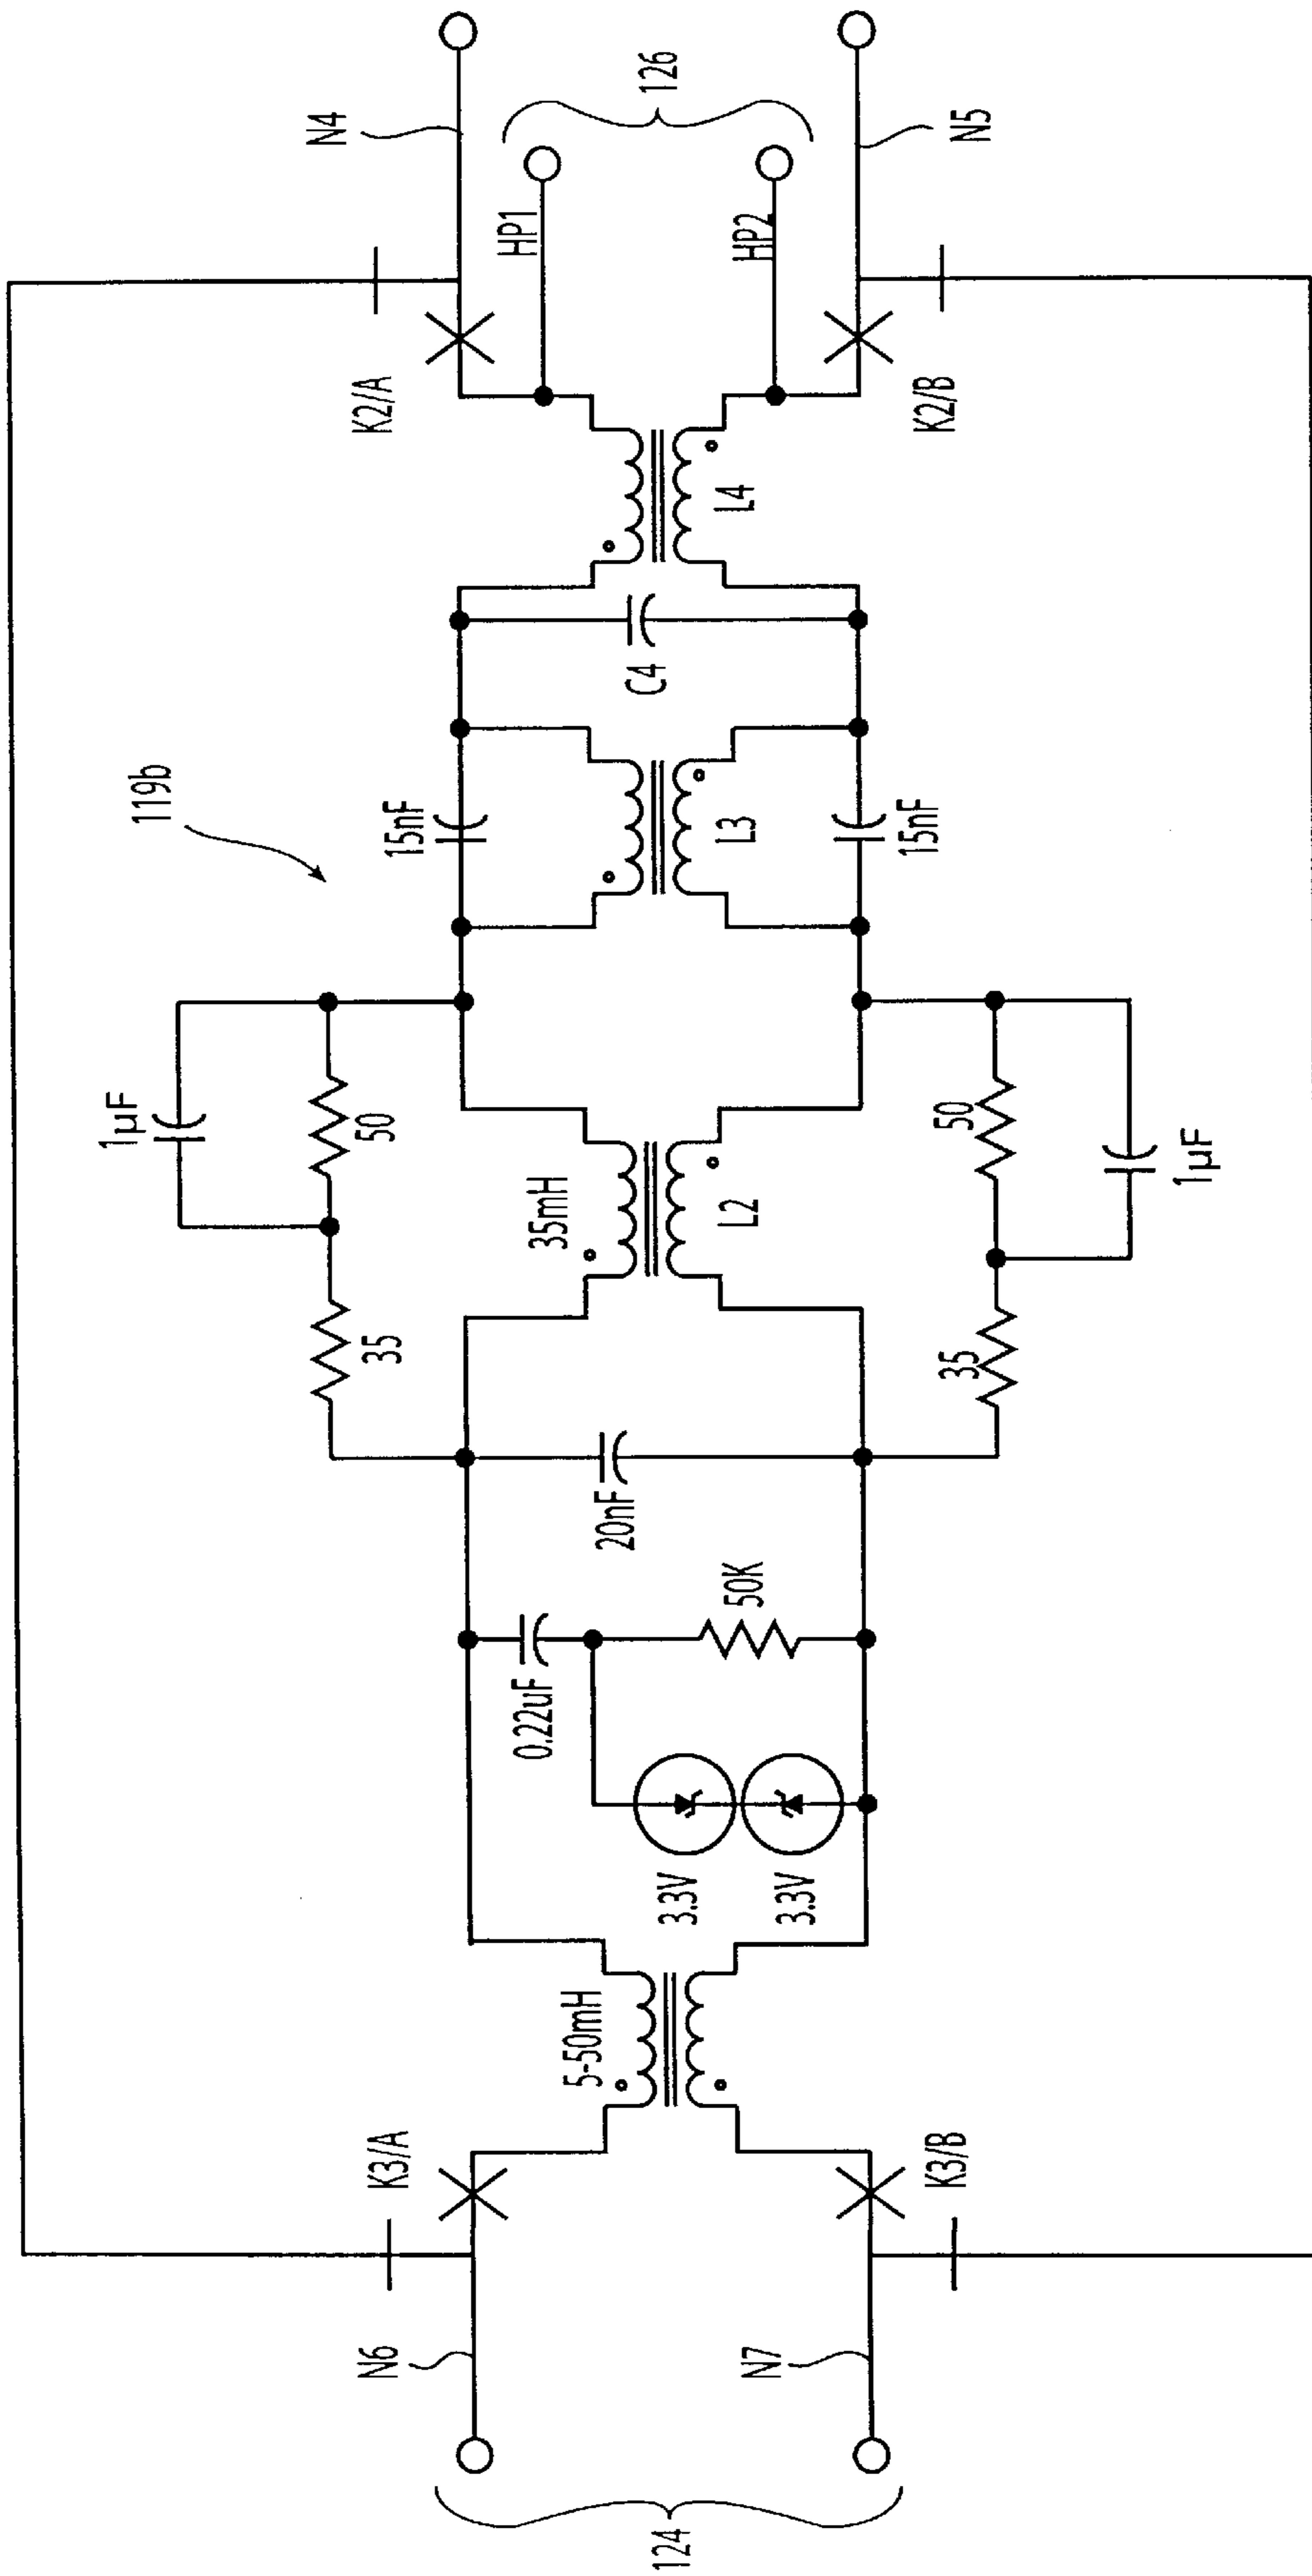 N4
126
HP1
HP2
N5
K2/A
K2/B
L4
C4
119b
15nF
L3
15nF
1µF
50
35mH
L2
50
1µF
35
35
20nF
50K
0.22uF
3.3V
3.3V
5-50mH
K3/A
K3/B
N6
N7
124